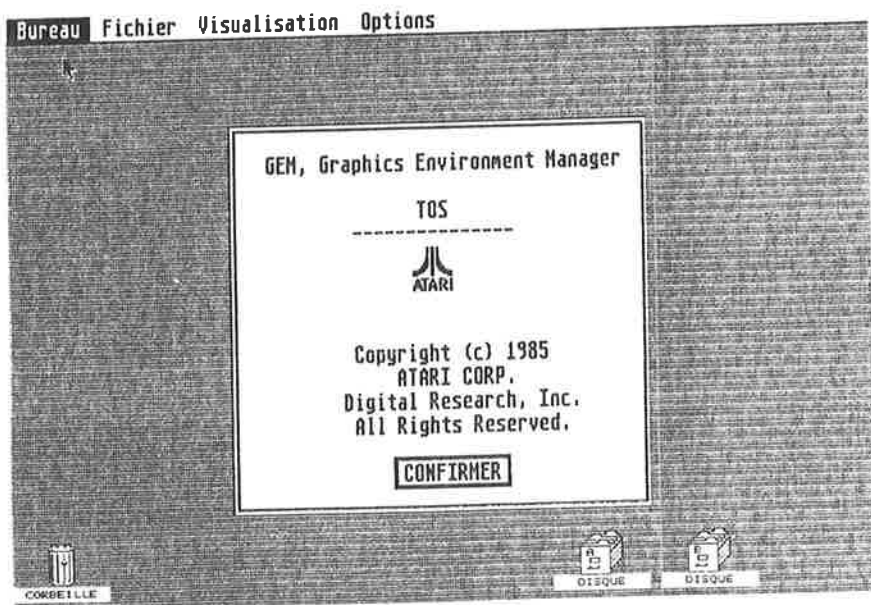 Bureau Fichier Visualisation Options
GEM, Graphics Environment Manager
TOS
---------------
ATARI
Copyright (c) 1985
ATARI CORP.
Digital Research, Inc.
All Rights Reserved.
CONFIRMER
A
CORBEILLE
DISQUE
DISQUE